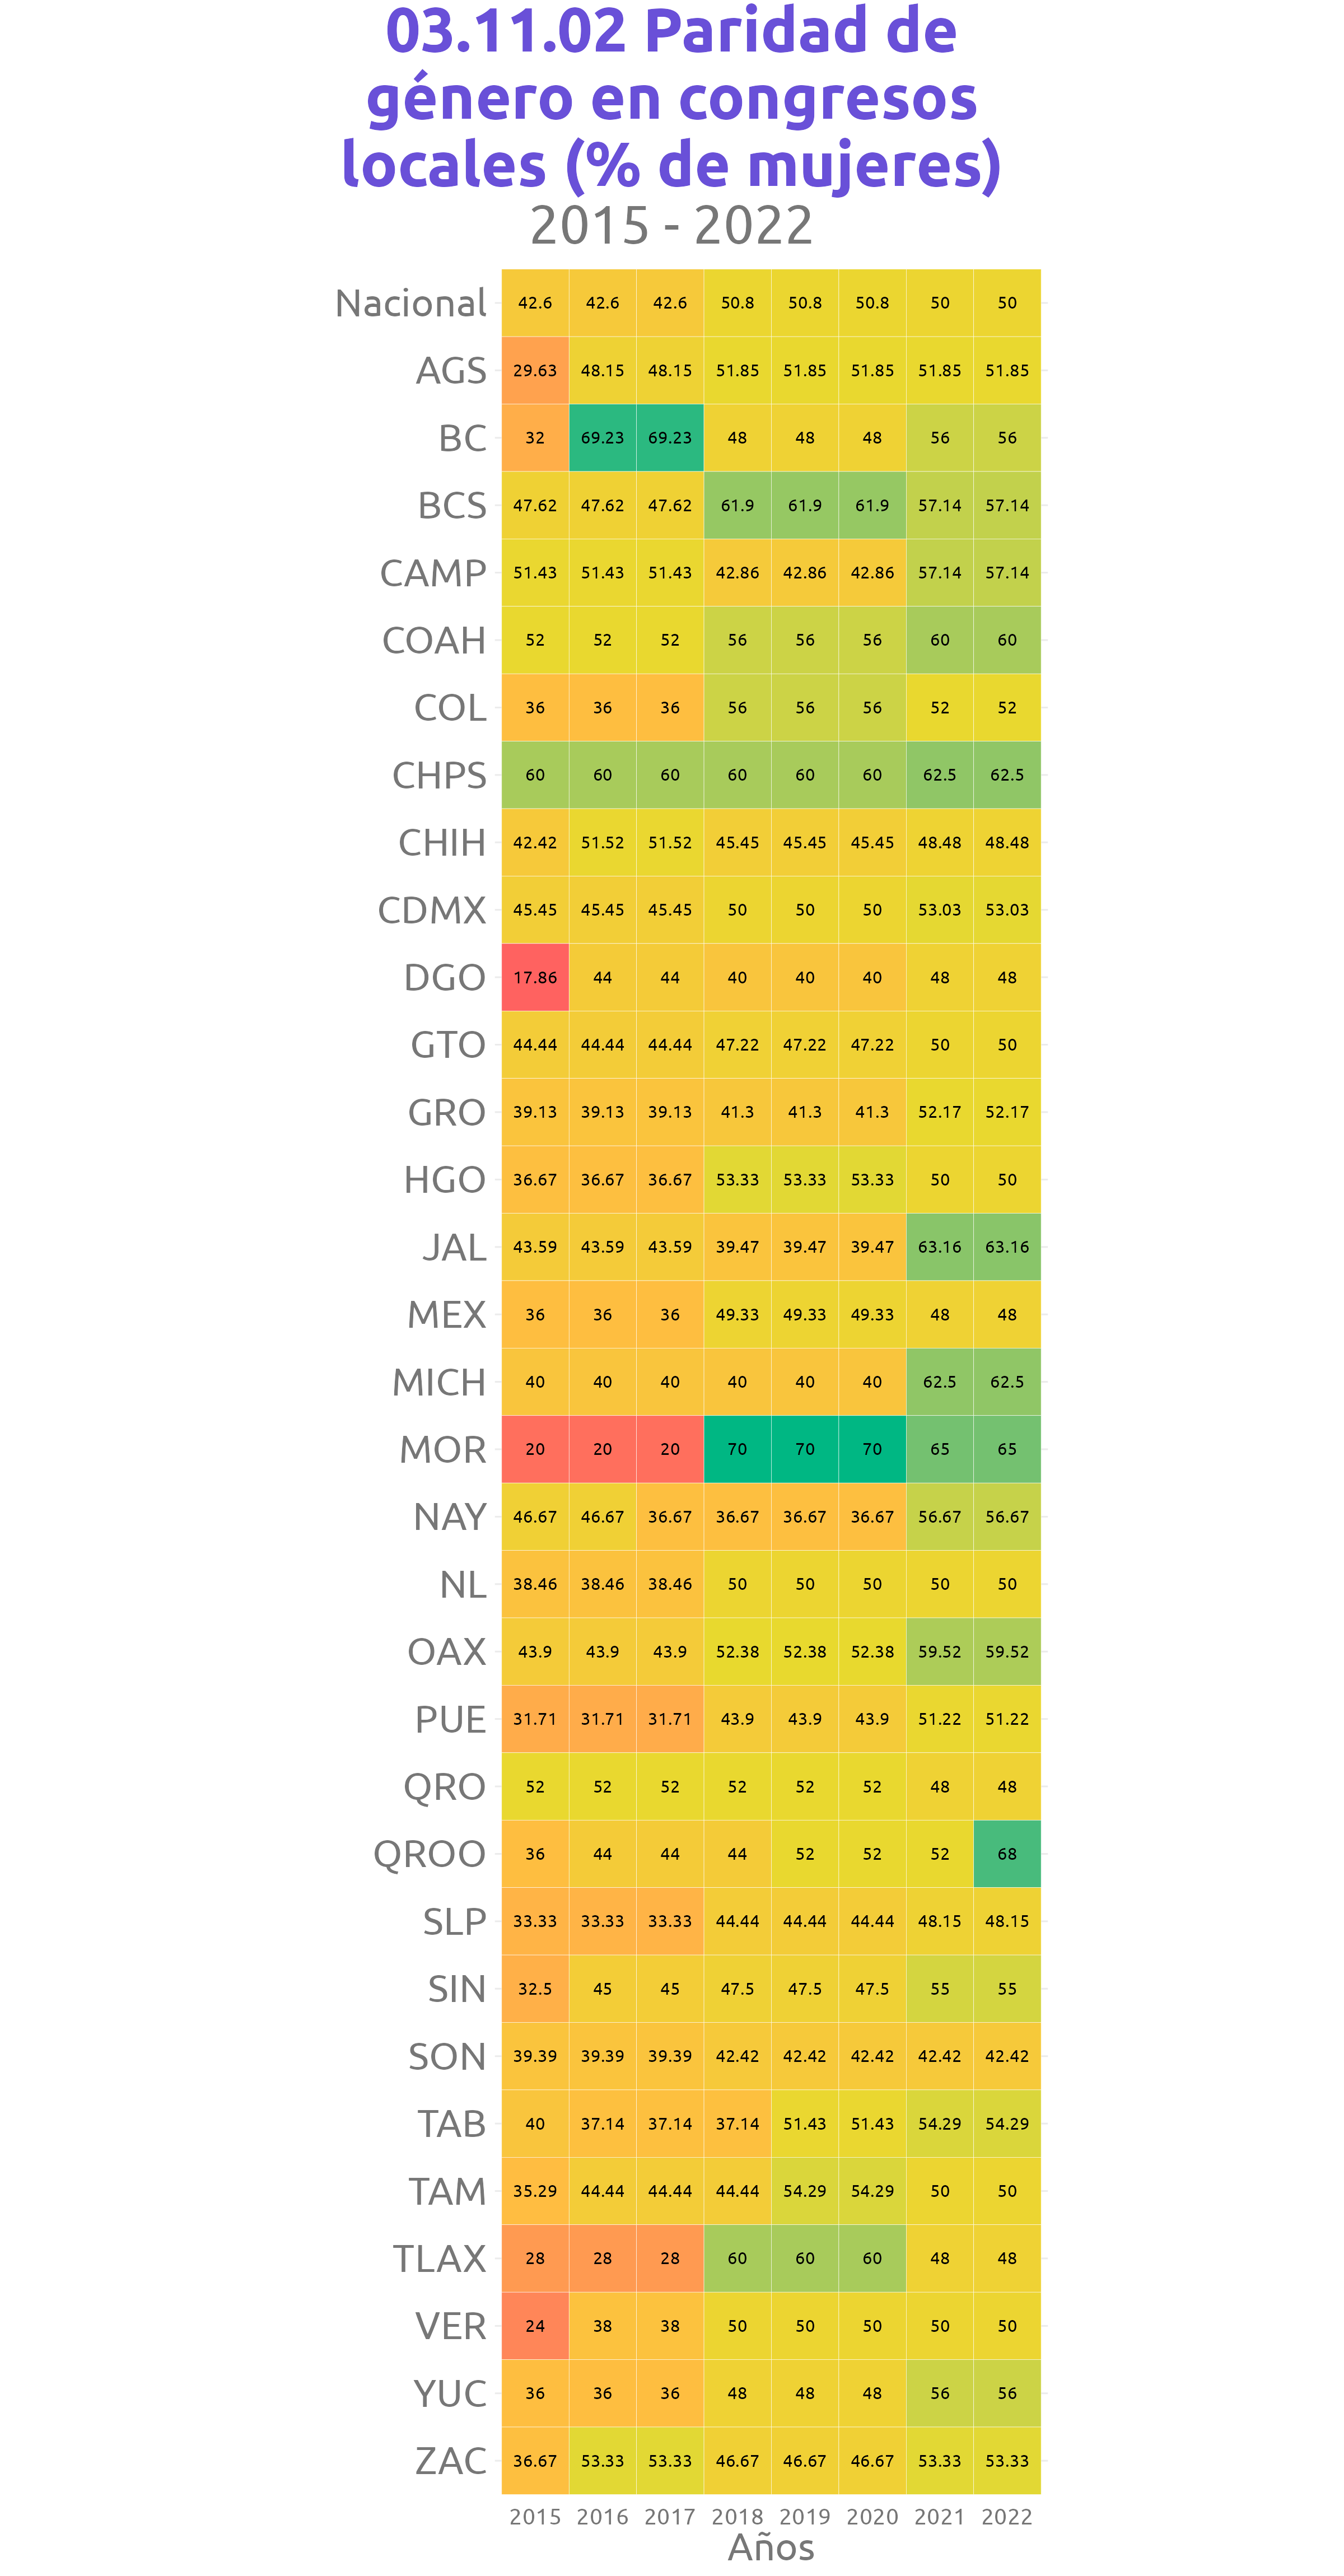 03.11.02 Paridad de
género en congresos
locales (% de mujeres)
2015 - 2022
Nacional 42.6 42.6 42.6 50.8 50.8 50.8 50 50
AGS 29.63 48.15 48.15 51.85 51.85 51.85 51.85 51.85
BC 32 69.23 69.23 48 48 48 56 56
BCS 47.62 47.62 47.62 61.9 61.9 61.9 57.14 57.14
CAMP 51.43 51.43 51.43 42.86 42.86 42.86 57.14 57.14
COAH 52 52 52 56 56 56 60 60
COL 36 36 36 56 56 56 52 52
CHPS 60 60 60 60 60 60 62.5 62.5
CHIH 42.42 51.52 51.52 45.45 45.45 45.45 48.48 48.48
CDMX 45.45 45.45 45.45 50 50 50 53.03 53.03
DGO 17.86 44 44 40 40 40 48 48
GTO 44.44 44.44 44.44 47.22 47.22 47.22 50 50
GRO 39.13 39.13 39.13 41.3 41.3 41.3 52.17 52.17
HGO 36.67 36.67 36.67 53.33 53.33 53.33 50 50
JAL 43.59 43.59 43.59 39.47 39.47 39.47 63.16 63.16
MEX 36 36 36 49.33 49.33 49.33 48 48
MICH 40 40 40 40 40 40 62.5 62.5
MOR 20 20 20 70 70 70 65 65
NAY 46.67 46.67 36.67 36.67 36.67 36.67 56.67 56.67
NL 38.46 38.46 38.46 50 50 50 50 50
OAX 43.9 43.9 43.9 52.38 52.38 52.38 59.52 59.52
PUE 31.71 31.71 31.71 43.9 43.9 43.9 51.22 51.22
QRO 52 52 52 52 52 52 48 48
QROO 36 44 44 44 52 52 52 68
SLP 33.33 33.33 33.33 44.44 44.44 44.44 48.15 48.15
SIN 32.5 45 45 47.5 47.5 47.5 55 55
SON 39.39 39.39 39.39 42.42 42.42 42.42 42.42 42.42
TAB 40 37.14 37.14 37.14 51.43 51.43 54.29 54.29
TAM 35.29 44.44 44.44 44.44 54.29 54.29 50 50
TLAX 28 28 28 60 60 60 48 48
VER 24 38 38 50 50 50 50 50
YUC 36 36 36 48 48 48 56 56
ZAC 36.67 53.33 53.33 46.67 46.67 46.67 53.33 53.33
2015 2016 2017 2018 2019 2020 2021 2022
Años